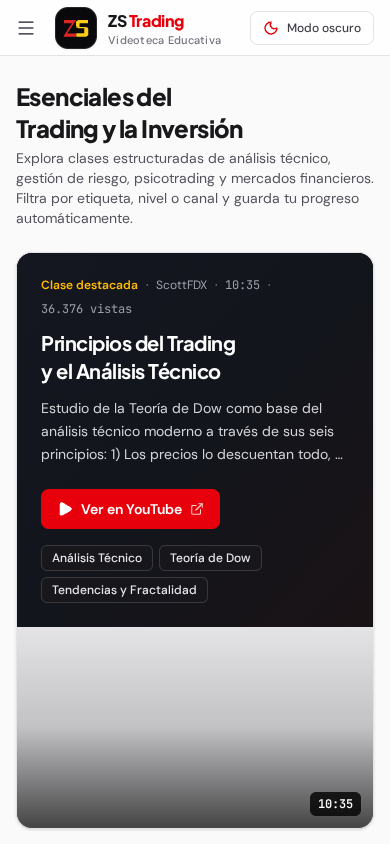 ZS
ZS Trading
Videoteca Educativa
Modo oscuro
Esenciales del
Trading y la Inversión
Explora clases estructuradas de análisis técnico,
gestión de riesgo, psicotrading y mercados financieros.
Filtra por etiqueta, nivel o canal y guarda tu progreso
automáticamente.
Clase destacada · ScottFDX · 10:35 ·
36.376 vistas
Principios del Trading
y el Análisis Técnico
Estudio de la Teoría de Dow como base del
análisis técnico moderno a través de sus seis
principios: 1) Los precios lo descuentan todo, ...
Ver en YouTube
Análisis Técnico
Teoría de Dow
Tendencias y Fractalidad
10:35